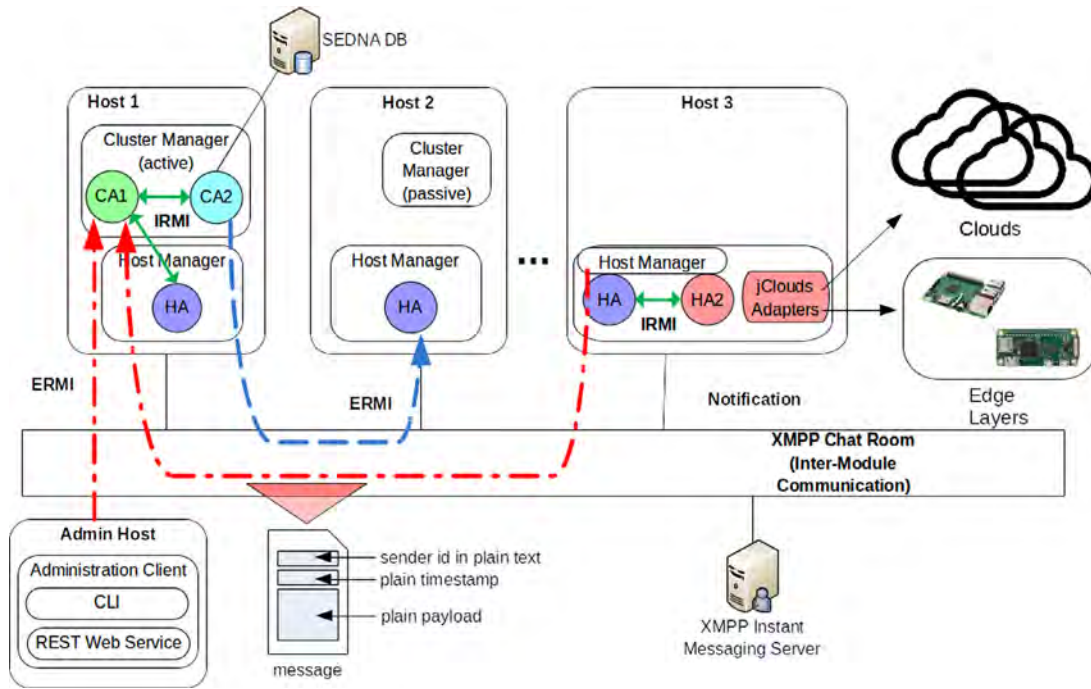 SEDNA DB
Host 1
Cluster Manager
(active)
CA1
CA2
IRMI
Host Manager
HA
Host 2
Cluster
Manager
(passive)
Host Manager
HA
...
Host 3
Host Manager
HA
HA2
IRMI
jClouds
Adapters
Clouds
Edge
Layers
ERMI
ERMI
Notification
XMPP Chat Room
(Inter-Module
Communication)
Admin Host
Administration Client
CLI
REST Web Service
sender id in plain text
plain timestamp
plain payload
message
XMPP Instant
Messaging Server